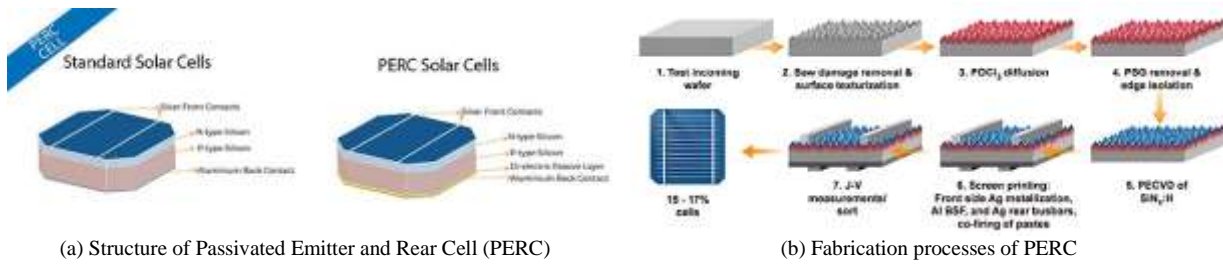 PERC
CELL
Standard Solar Cells
PERC Solar Cells
Silver Front Contacts
N-type Silicon
P-type Silicon
Aluminium Back Contact
Silver Front Contacts
N-type Silicon
P-type Silicon
Di-electric Passive Layer
Aluminium Back Contact
(a) Structure of Passivated Emitter and Rear Cell (PERC)
1. Test incoming
wafer
2. Saw damage removal &
surface texturization
3. POCl3 diffusion
4. PSG removal &
edge isolation
15 - 17%
cells
7. J-V
measurements/
sort
6. Screen printing:
Front side Ag metallization,
Al BSF, and Ag rear busbars,
co-firing of pastes
5. PECVD of
SiNx:H
(b) Fabrication processes of PERC